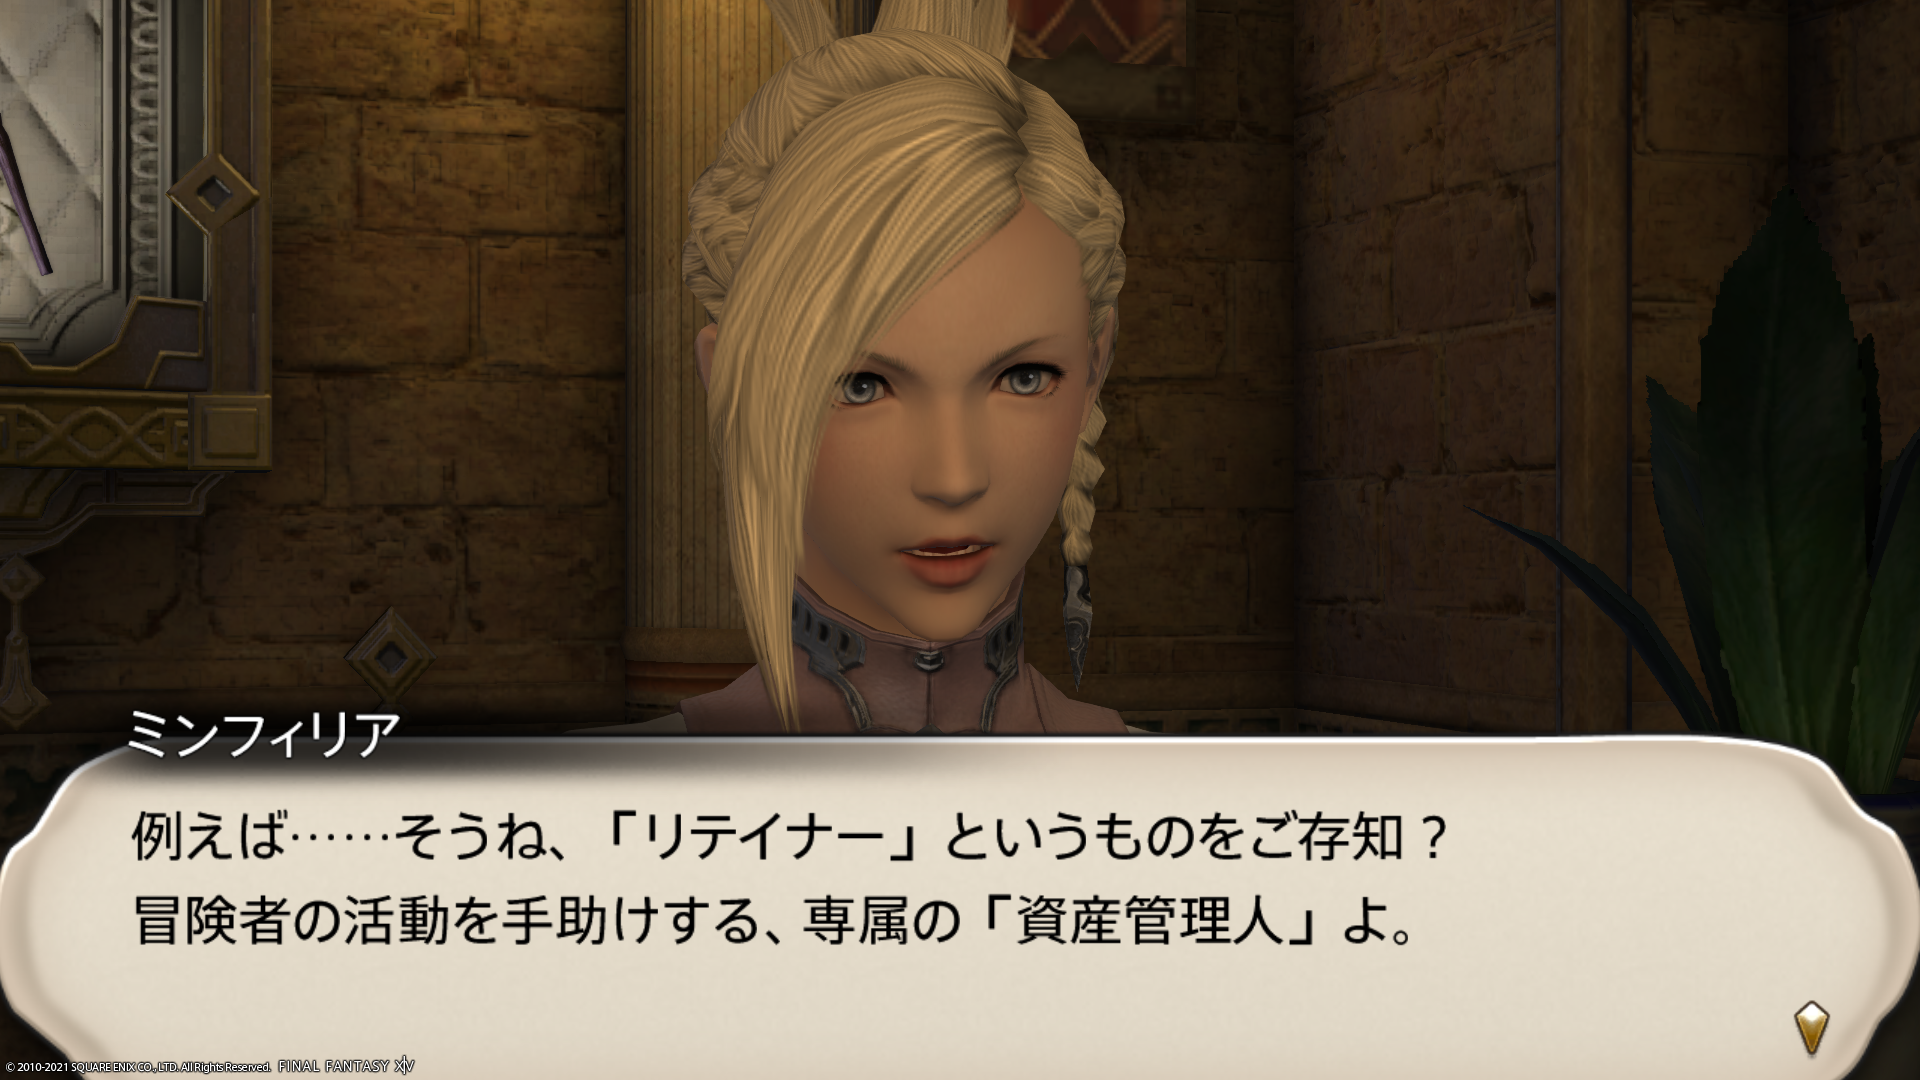 ミンフィリア
例えば……そうね、「リテイナー」というものをご存知？
冒険者の活動を手助けする、専属の「資産管理人」よ。
© 2010-2021 SQUARE ENIX CO., LTD. All Rights Reserved. FINAL FANTASY XIV